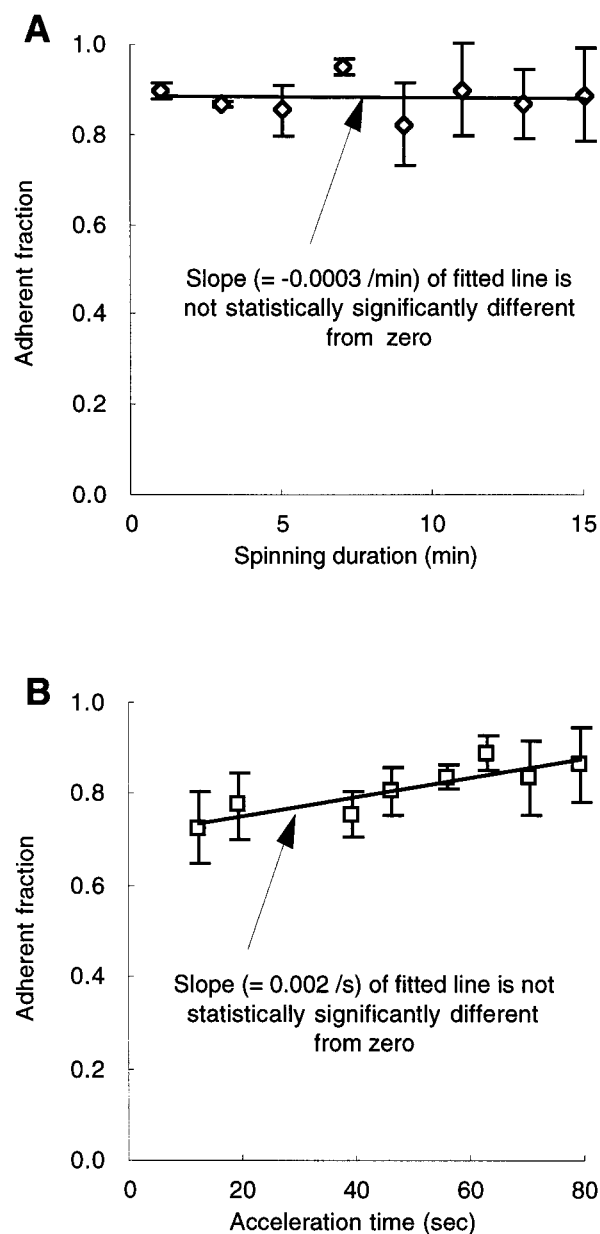 A
1.0
0.8
0.6
0.4
0.2
0.0
Adherent fraction
Slope (= -0.0003 /min) of fitted line is
not statistically significantly different
from zero
0
5
10
15
Spinning duration (min)
B
1.0
0.8
0.6
0.4
0.2
0.0
Adherent fraction
Slope (= 0.002 /s) of fitted line is not
statistically significantly different
from zero
0
20
40
60
80
Acceleration time (sec)